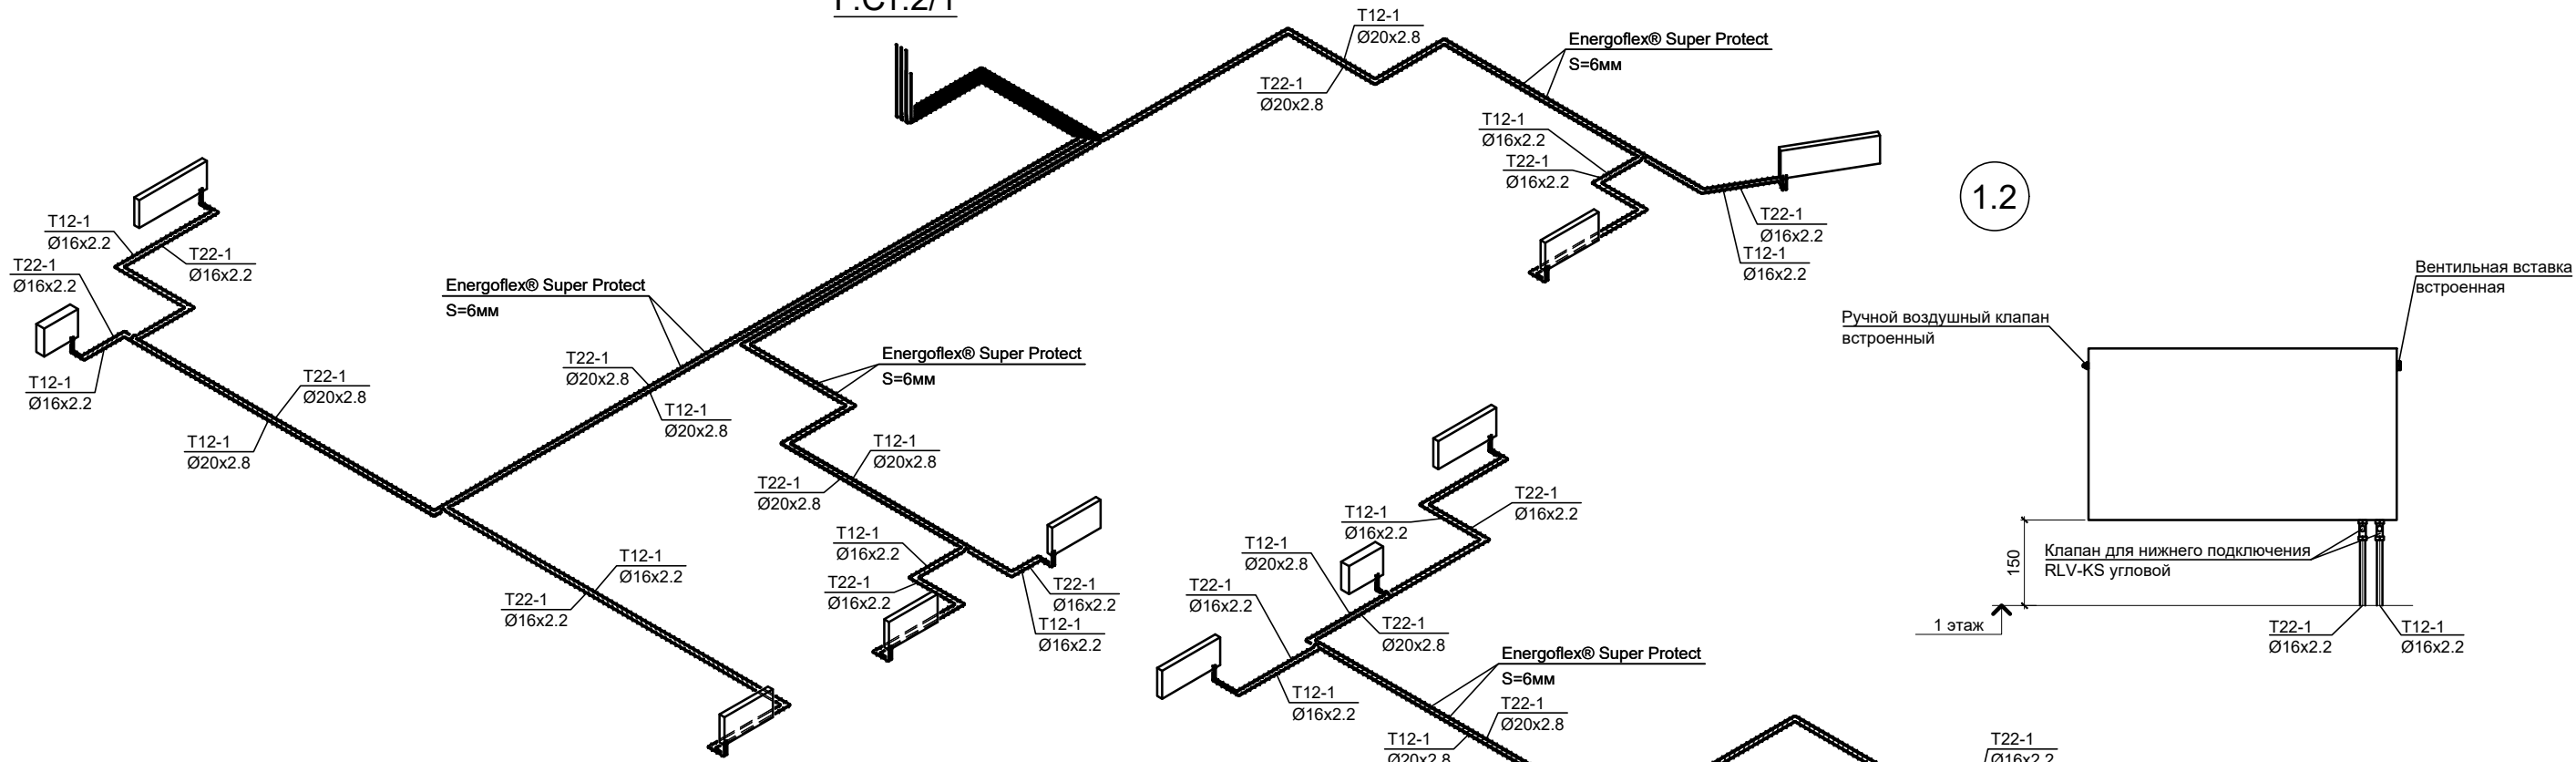 Г.Ст.2/1
T12-1
Ø20x2.8
Energoflex® Super Protect
S=6мм
T22-1
Ø20x2.8
T12-1
Ø16x2.2
T22-1
Ø16x2.2
1.2
T22-1
Ø16x2.2
T12-1
Ø16x2.2
T12-1
Ø16x2.2
T22-1
Ø16x2.2
T22-1
Ø16x2.2
T12-1
Ø16x2.2
Energoflex® Super Protect
S=6мм
T22-1
Ø20x2.8
T12-1
Ø20x2.8
Energoflex® Super Protect
S=6мм
T22-1
Ø20x2.8
T12-1
Ø20x2.8
T12-1
Ø20x2.8
T22-1
Ø20x2.8
T12-1
Ø16x2.2
T22-1
Ø16x2.2
T22-1
Ø16x2.2
T12-1
Ø16x2.2
T12-1
Ø16x2.2
T22-1
Ø16x2.2
T12-1
Ø16x2.2
T22-1
Ø16x2.2
T12-1
Ø20x2.8
T22-1
Ø16x2.2
T22-1
Ø20x2.8
T12-1
Ø16x2.2
Energoflex® Super Protect
S=6мм
T22-1
Ø20x2.8
T12-1
Ø20x2.8
T22-1
Ø16x2.2
Вентильная вставка
встроенная
Ручной воздушный клапан
встроенный
150
Клапан для нижнего подключения
RLV-KS угловой
1 этаж
T22-1
Ø16x2.2
T12-1
Ø16x2.2